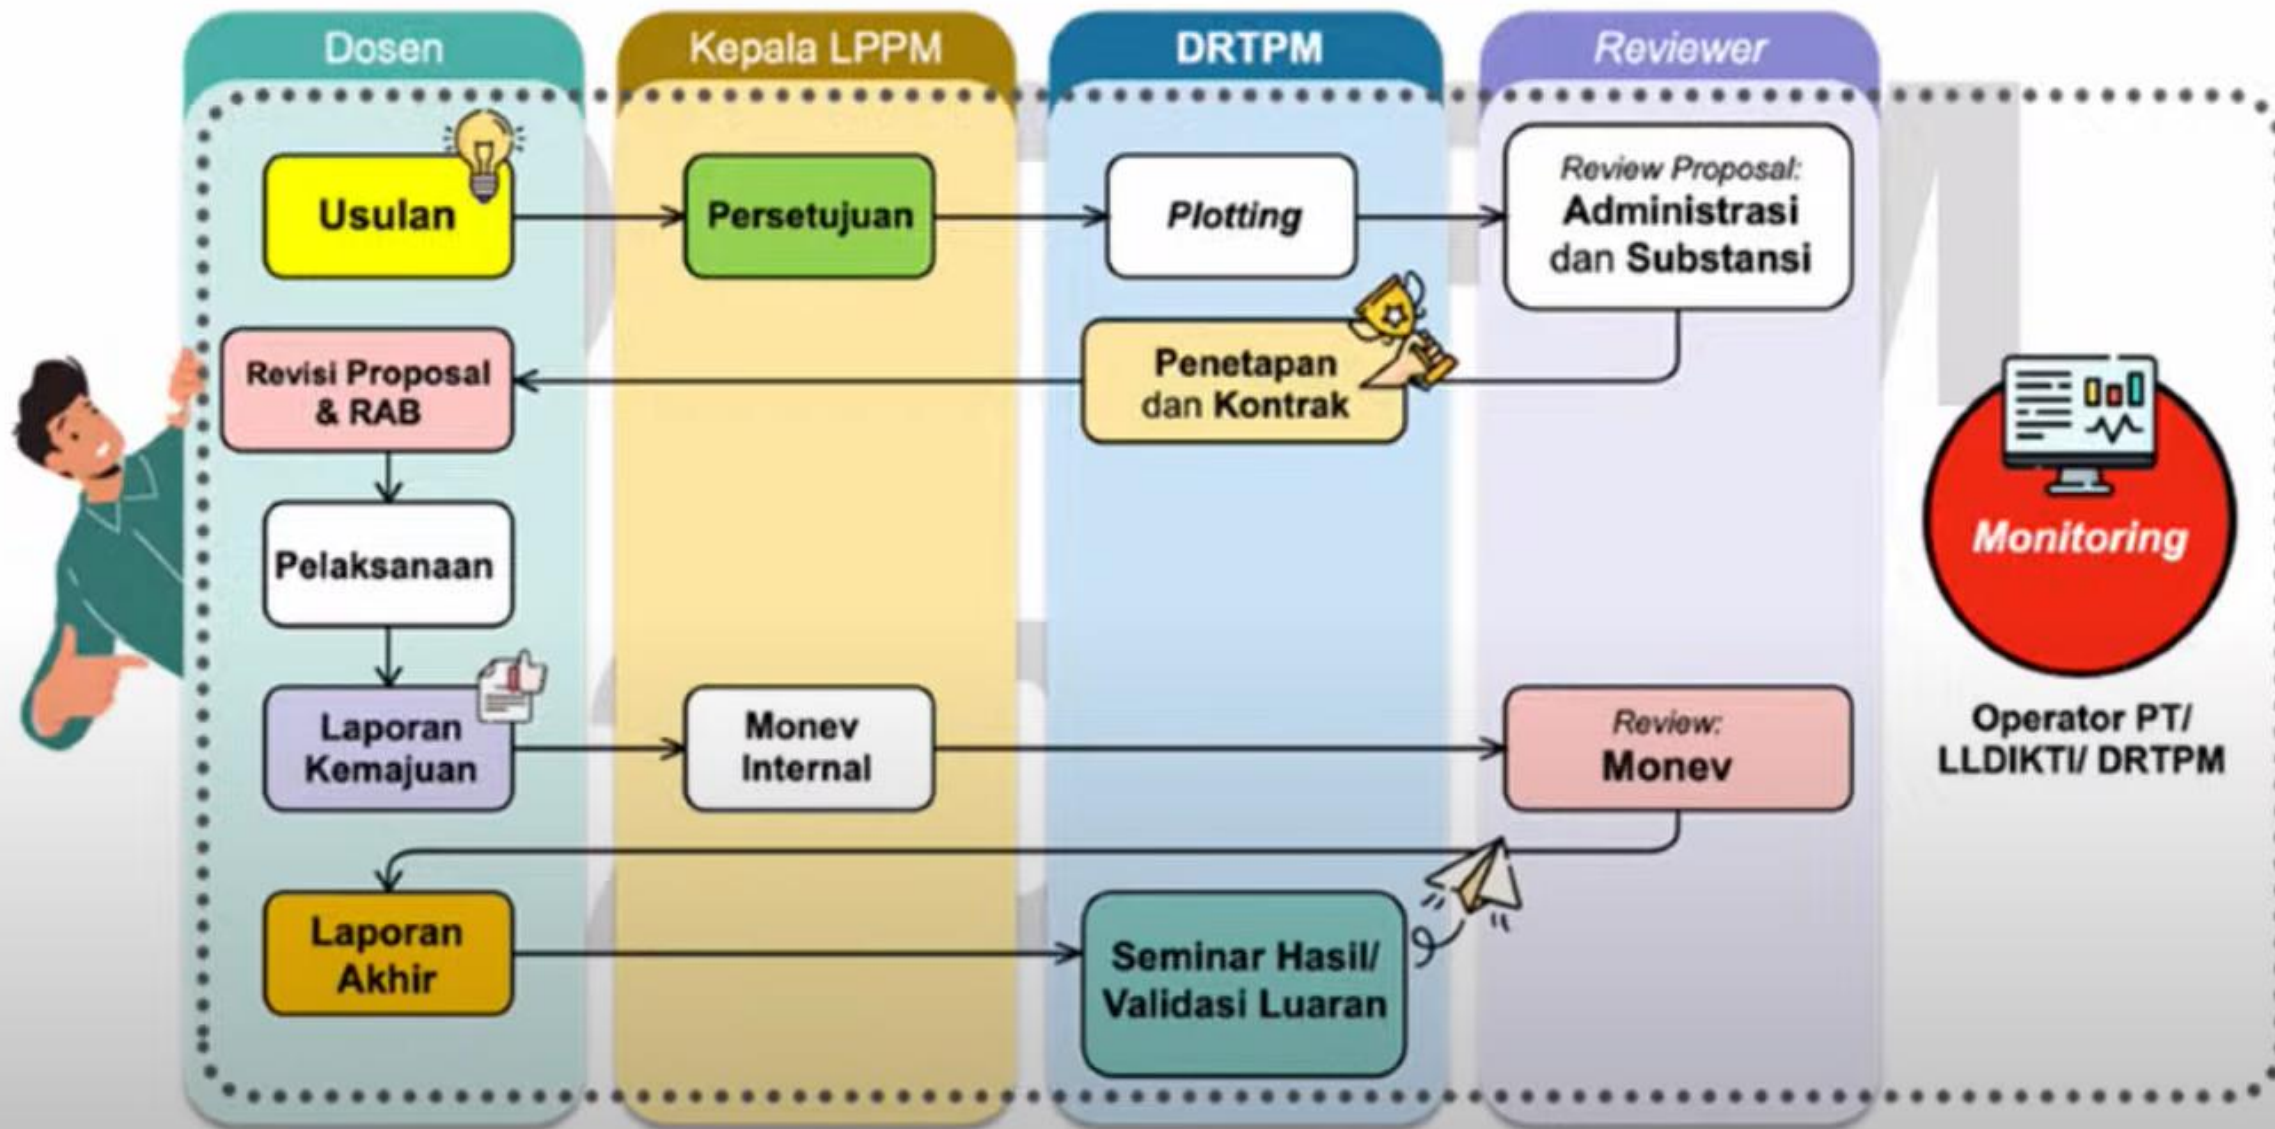 Dosen
Kepala LPPM
DRTPM
Reviewer
Usulan
Persetujuan
Plotting
Review Proposal:
Administrasi
dan Substansi
Revisi Proposal
& RAB
Penetapan
dan Kontrak
Pelaksanaan
Monitoring
Operator PT/
LLDIKTI/ DRTPM
Laporan
Kemajuan
Monev
Internal
Review:
Monev
Laporan
Akhir
Seminar Hasil/
Validasi Luaran